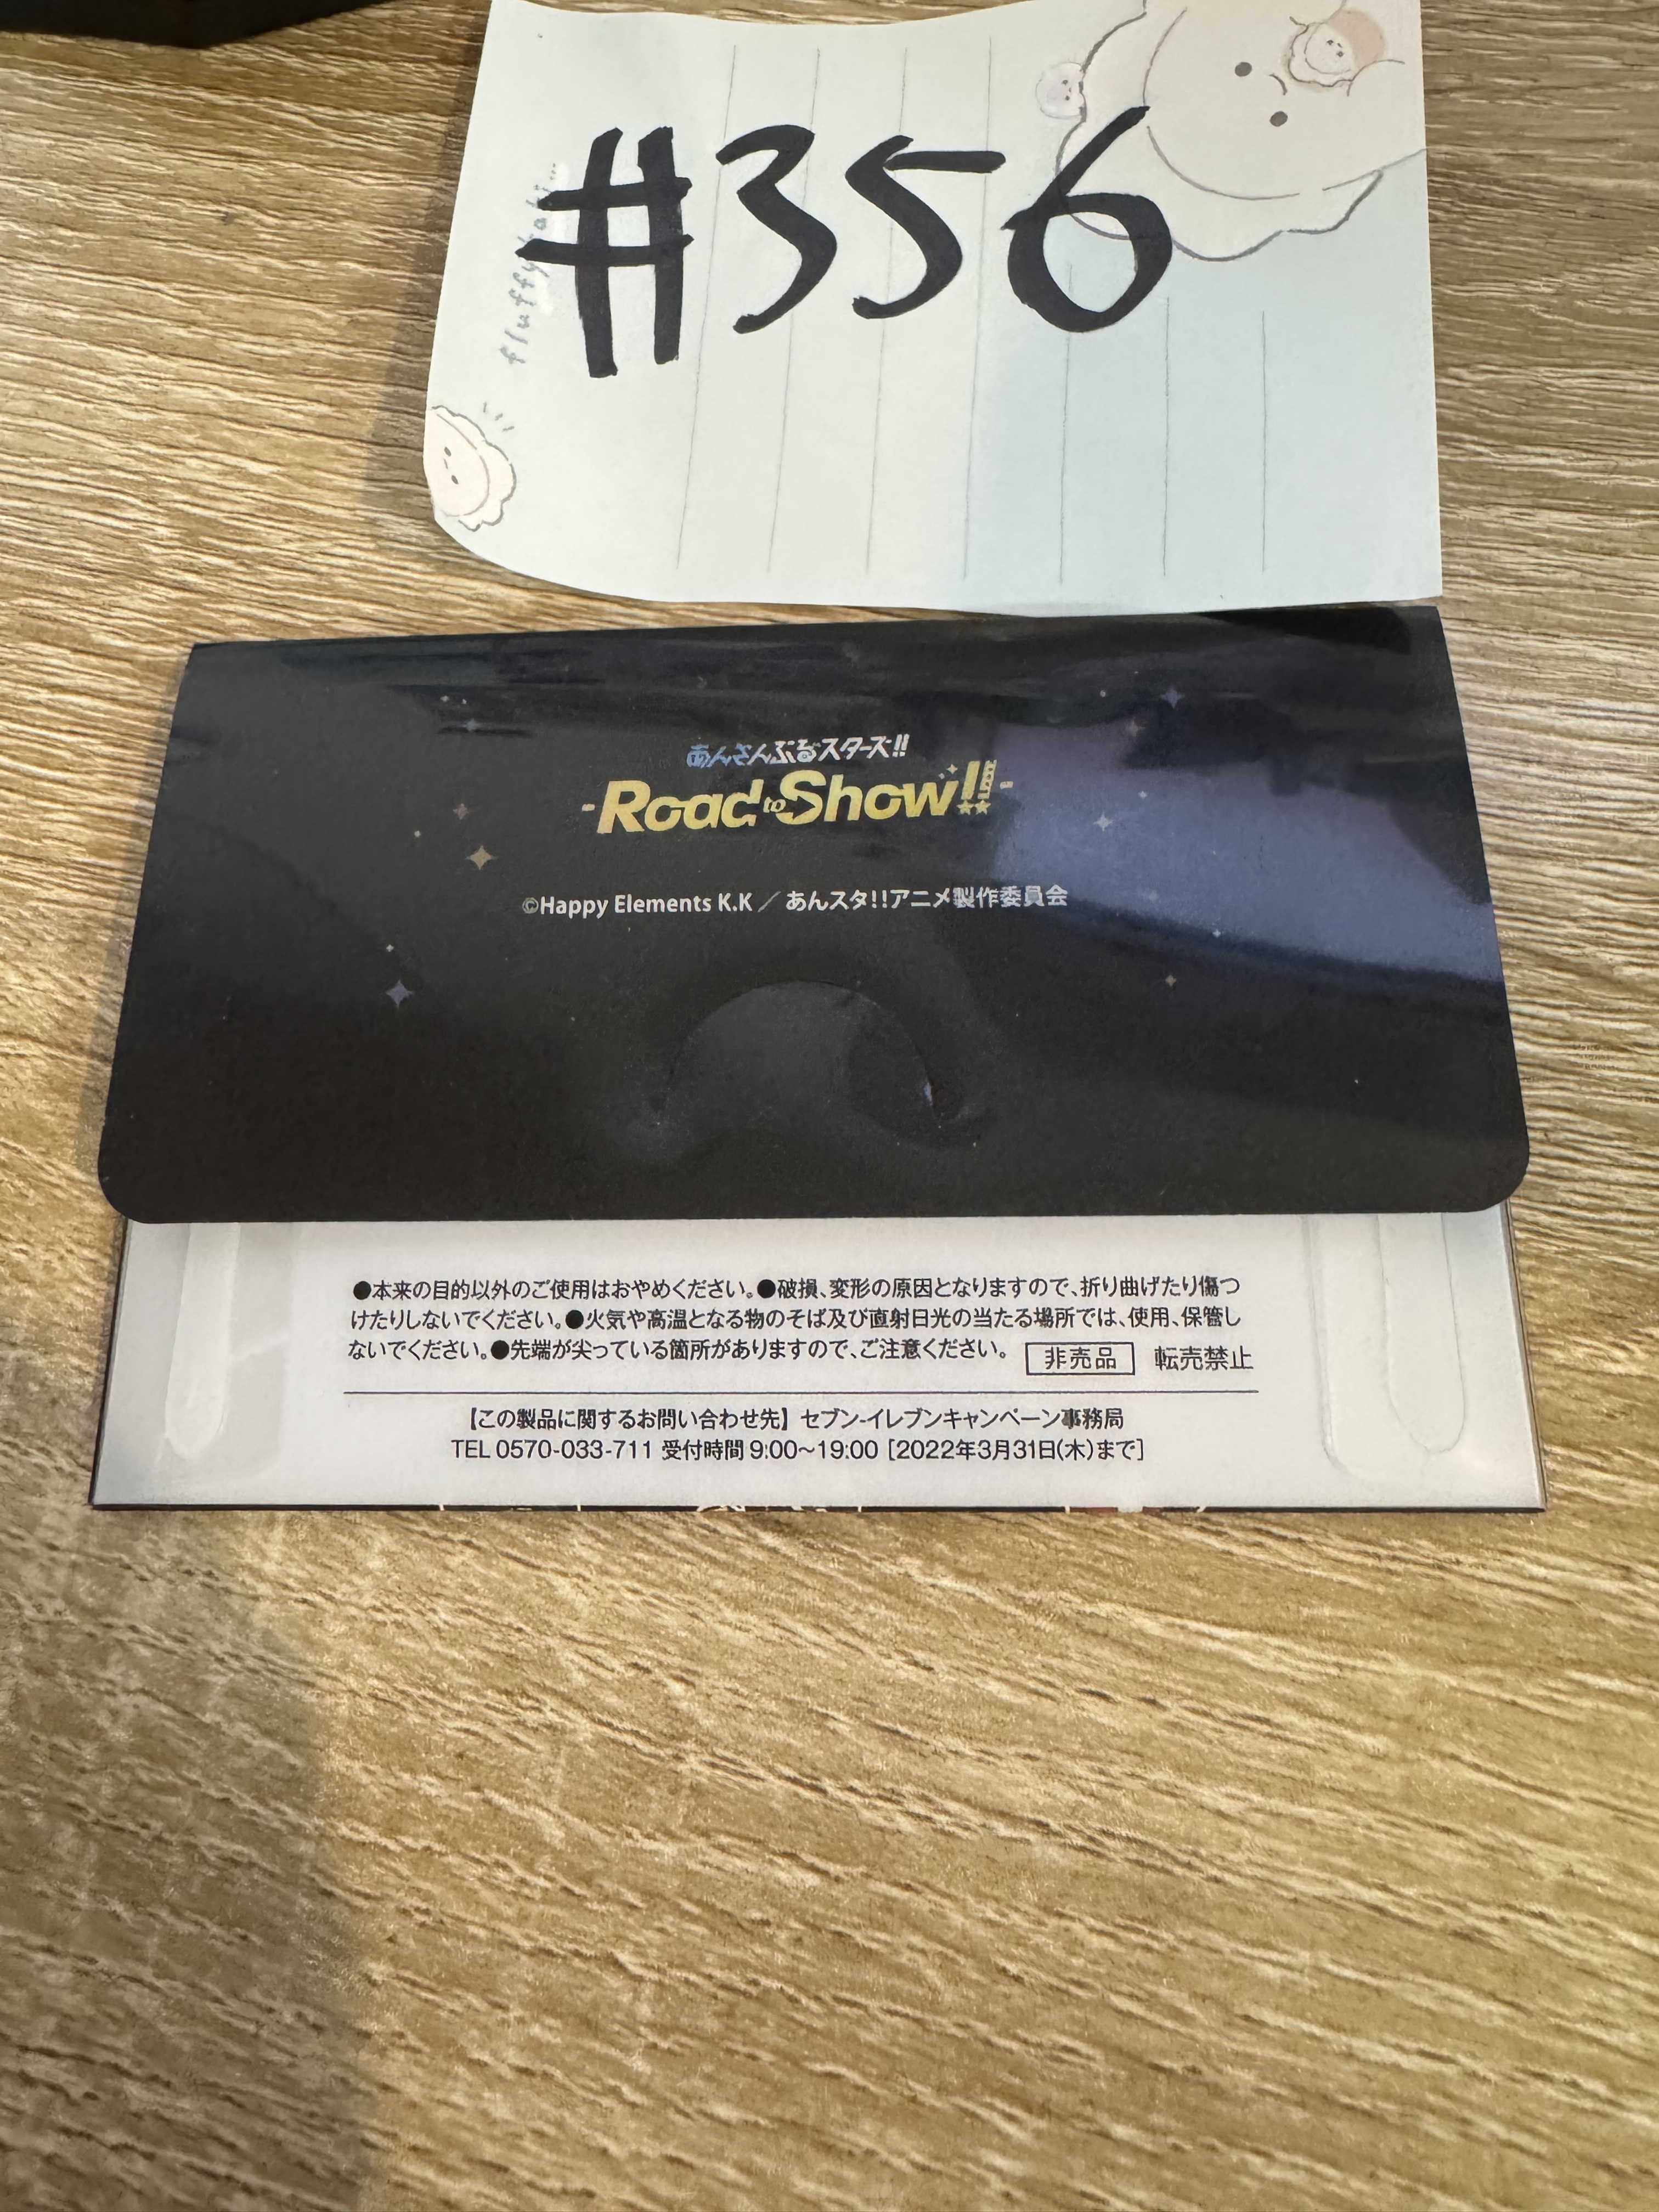 #356
あんさんぶるスターズ!!
-Road to Show!!-
©Happy Elements K.K／あんスタ!!アニメ製作委員会
●本来の目的以外のご使用はおやめください。●破損、変形の原因となりますので、折り曲げたり傷つ
けたりしないでください。●火気や高温となる物のそば及び直射日光の当たる場所では、使用、保管し
ないでください。●先端が尖っている箇所がありますので、ご注意ください。 非売品 転売禁止
【この製品に関するお問い合わせ先】セブン-イレブンキャンペーン事務局
TEL 0570-033-711 受付時間 9:00～19:00 [2022年3月31日(木)まで]